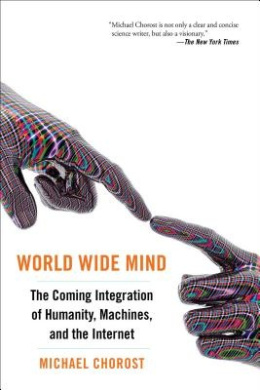 "Michael Chorost is not only a clear and concise
science writer, but also a visionary."
—The New York Times
WORLD WIDE MIND
The Coming Integration
of Humanity, Machines,
and the Internet
MICHAEL CHOROST